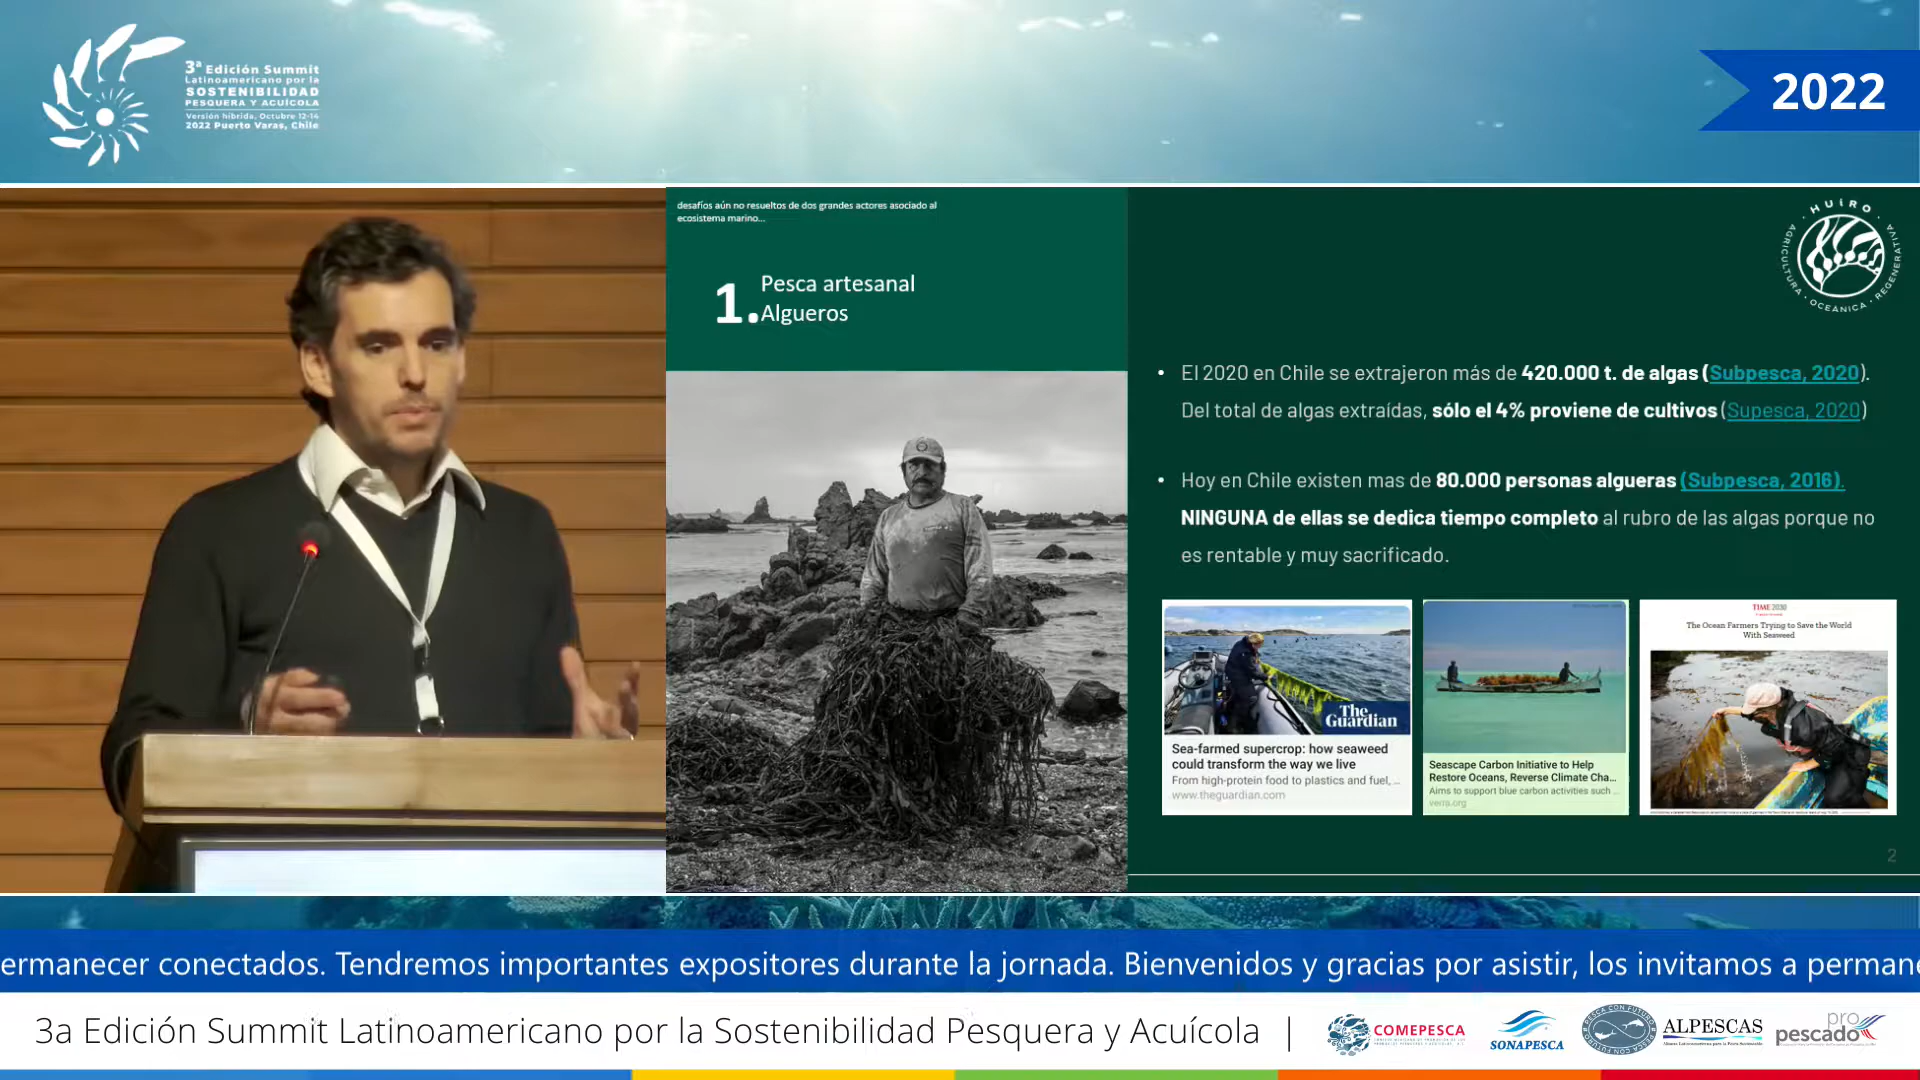 3ª Edición Summit
Latinoamericano por la
SOSTENIBILIDAD
PESQUERA Y ACUÍCOLA
Versión híbrida, Octubre 12-14
2022 Puerto Varas, Chile
2022
desafíos aún no resueltos de dos grandes actores asociado al
ecosistema marino...
1.
Pesca artesanal
Algueros
HUIRO
AGRICULTURA · OCEÁNICA · REGENERATIVA
• El 2020 en Chile se extrajeron más de 420.000 t. de algas (Subpesca, 2020).
Del total de algas extraídas, sólo el 4% proviene de cultivos (Supesca, 2020)
• Hoy en Chile existen mas de 80.000 personas algueras (Subpesca, 2016).
NINGUNA de ellas se dedica tiempo completo al rubro de las algas porque no
es rentable y muy sacrificado.
The
Guardian
Sea-farmed supercrop: how seaweed
could transform the way we live
From high-protein food to plastics and fuel, ...
www.theguardian.com
Seascape Carbon Initiative to Help
Restore Oceans, Reverse Climate Cha...
Aims to support blue carbon activities such ...
verra.org
TIME 2030
The Ocean Farmers Trying to Save the World
With Seaweed
2
ermanecer conectados. Tendremos importantes expositores durante la jornada. Bienvenidos y gracias por asistir, los invitamos a permane
3a Edición Summit Latinoamericano por la Sostenibilidad Pesquera y Acuícola |
COMEPESCA
SONAPESCA
PESCA CON FUTURO
ALPESCAS
pro
pescado